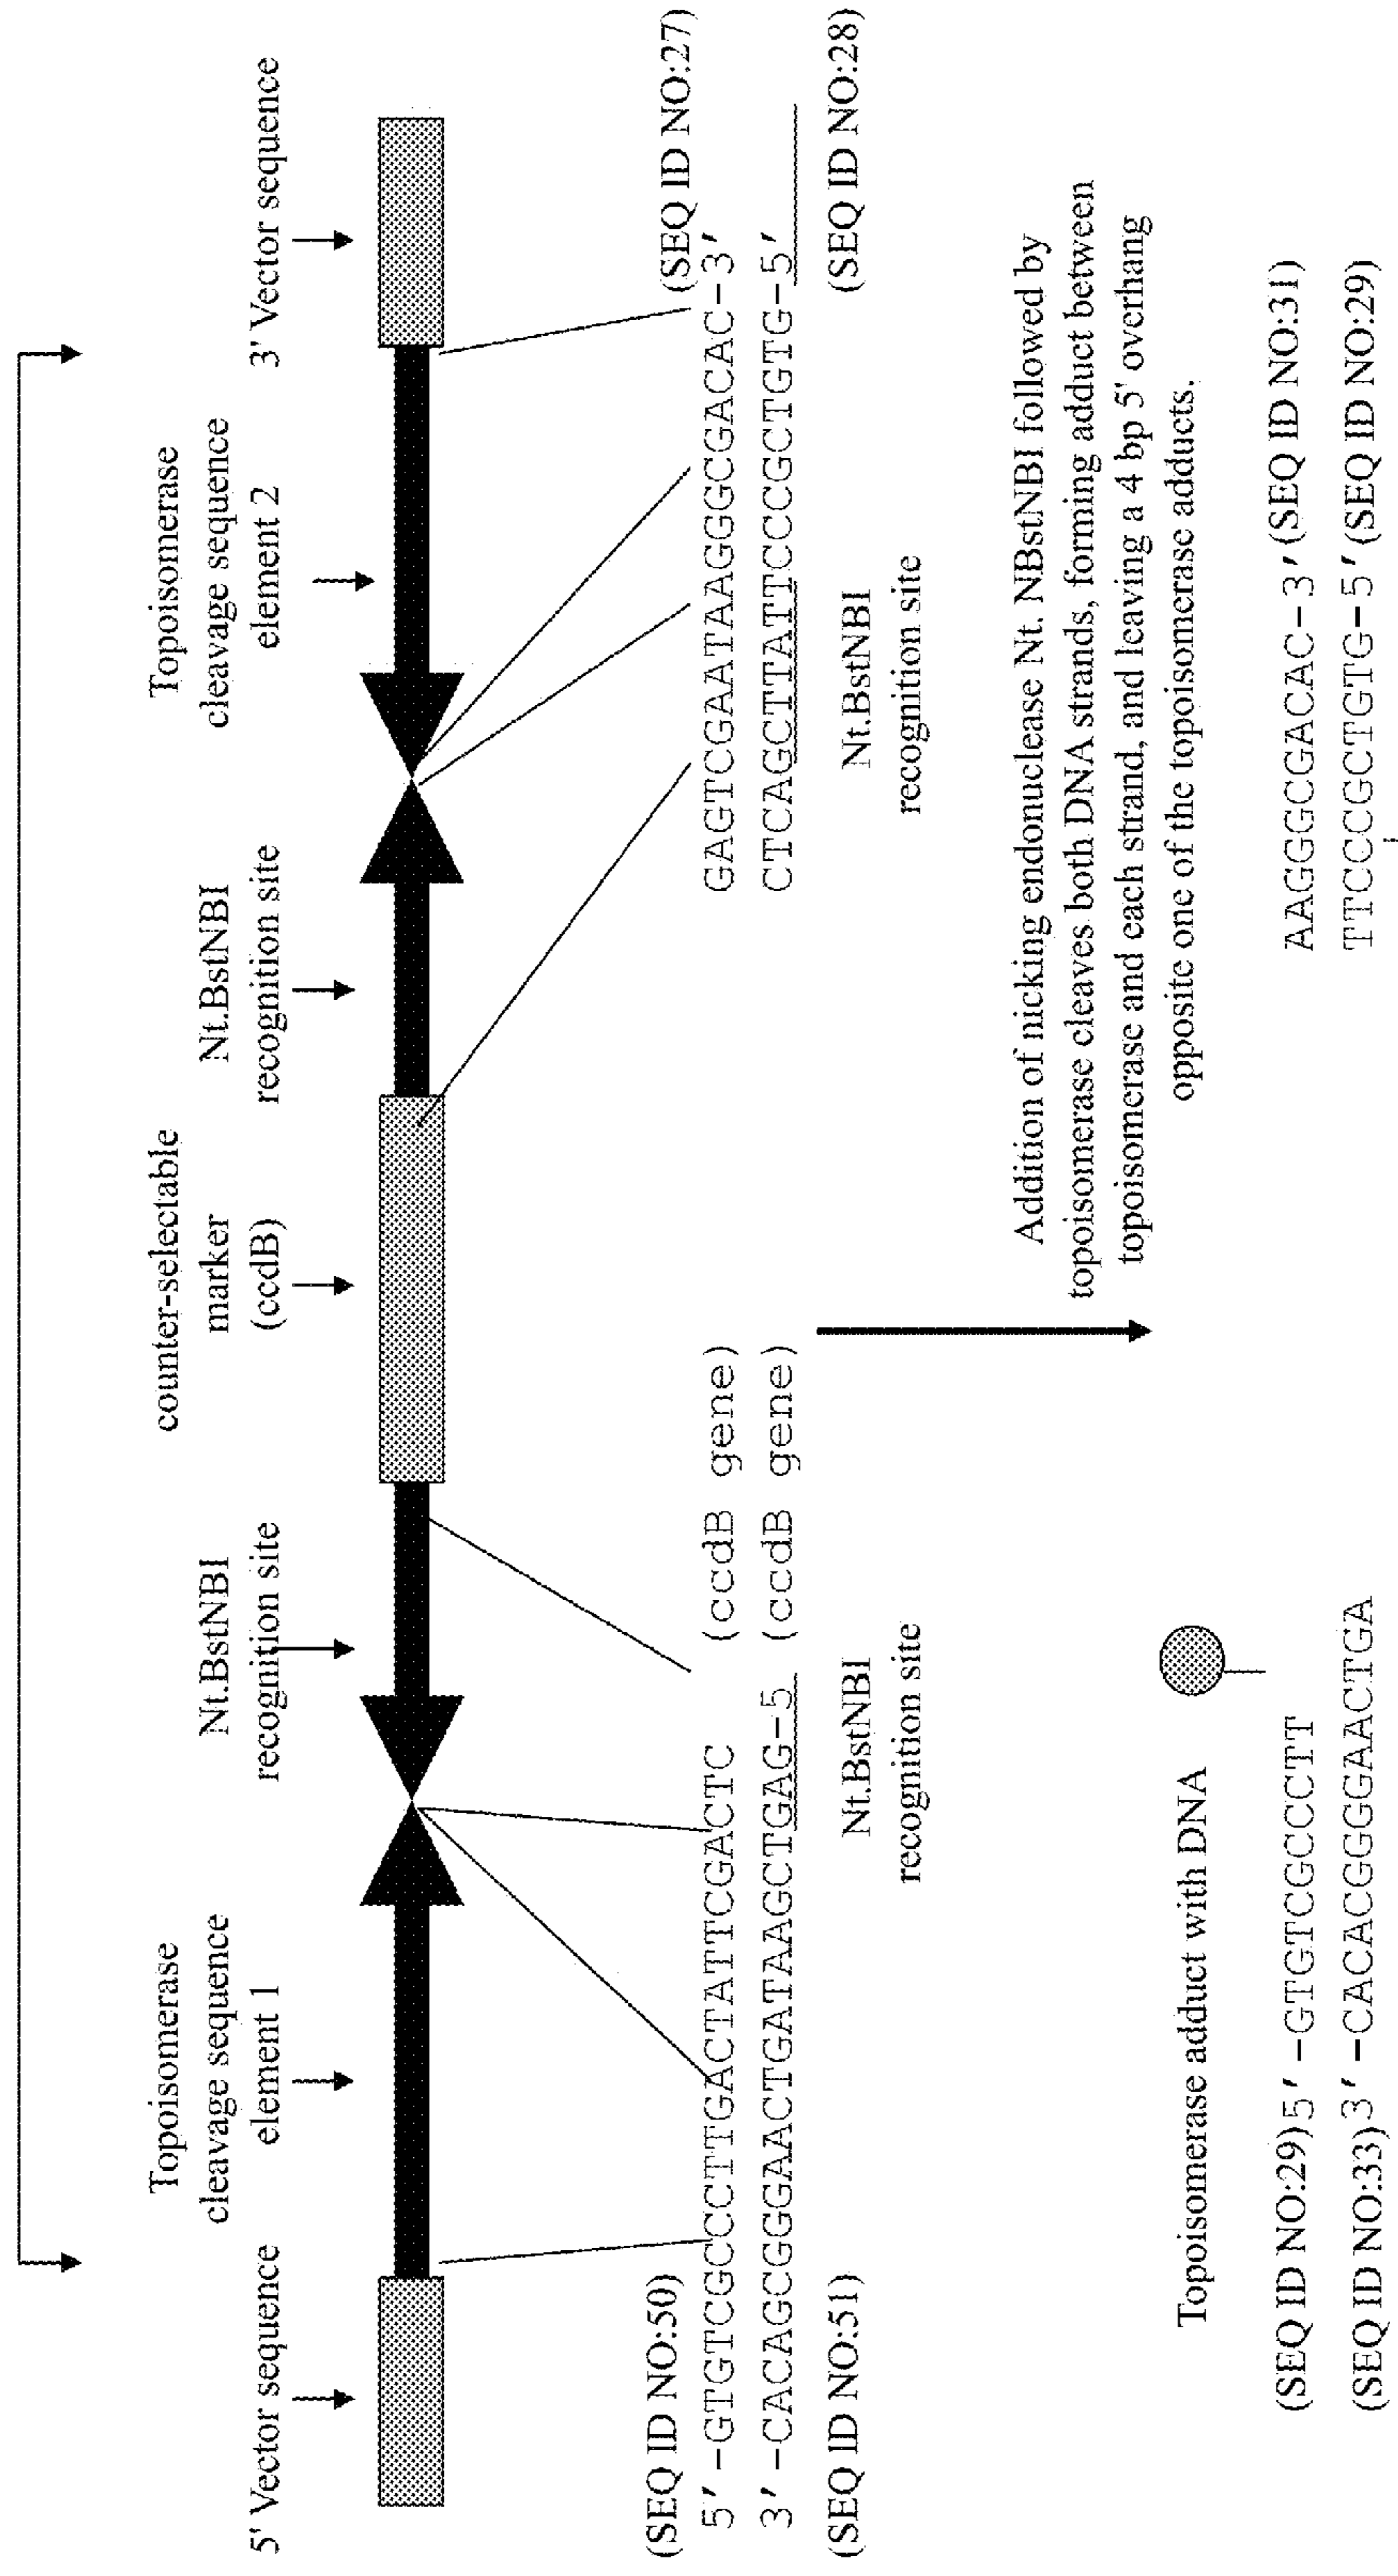 5' Vector sequence
Topoisomerase
cleavage sequence
element 1
Nt.BstNBI
recognition site
counter-selectable
marker
(ccdB)
Nt.BstNBI
recognition site
Topoisomerase
cleavage sequence
element 2
3' Vector sequence
(SEQ ID NO:50)
5'-GTGTCGCCCTTGACTATTCGACTC (ccdB gene)
3'-CACAGCGGGAACTGATAAGCTGAG-5 (ccdB gene)
(SEQ ID NO:51)
Nt.BstNBI
recognition site
(SEQ ID NO:27)
GAGTCGAATAAGGGCGACAC-3'
CTCAGCTTATTCCCGCTGTG-5'
(SEQ ID NO:28)
Nt.BstNBI
recognition site
Addition of nicking endonuclease Nt. NBstNBI followed by
topoisomerase cleaves both DNA strands, forming adduct between
topoisomerase and each strand, and leaving a 4 bp 5' overhang
opposite one of the topoisomerase adducts.
Topoisomerase adduct with DNA
(SEQ ID NO:29)5'-GTGTCGCCCTT
(SEQ ID NO:33)3'-CACACGGGGAACTGA
AAGGGCGACAC-3'(SEQ ID NO:31)
TTCCCGCTGTG-5'(SEQ ID NO:29)